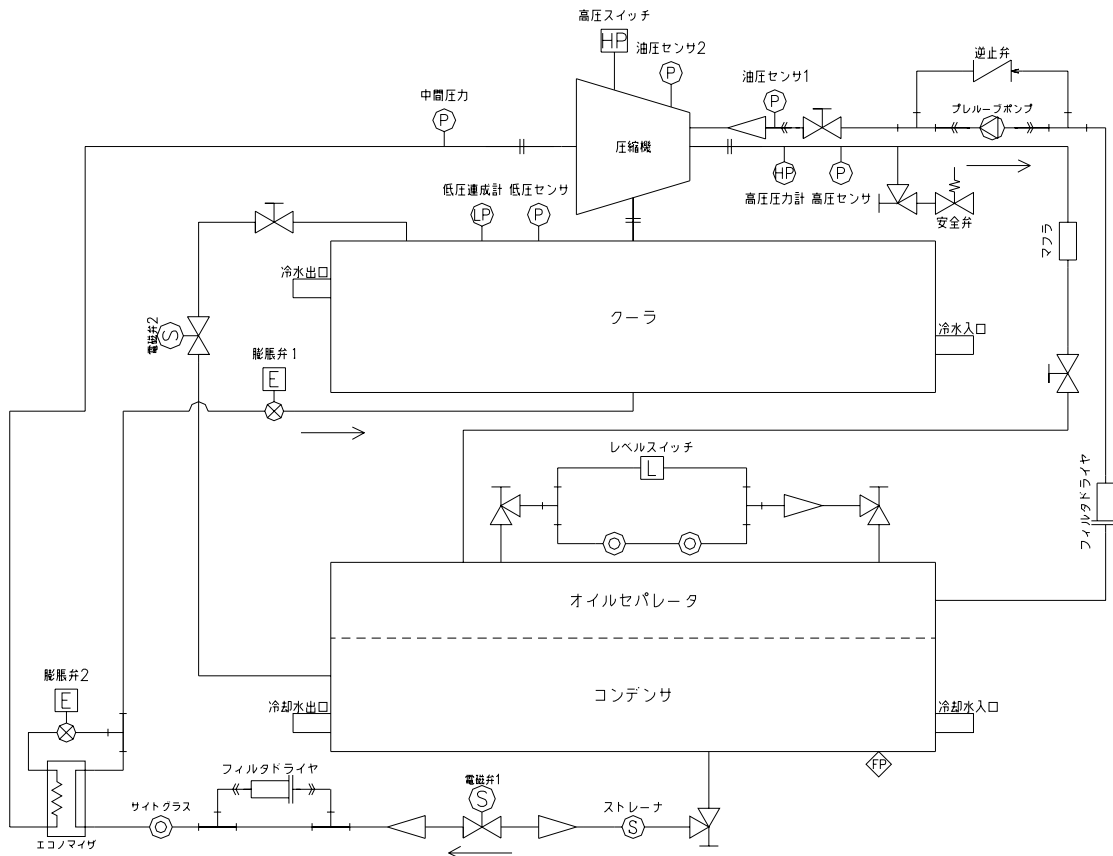 高圧スイッチ
HP
油圧センサ2
P
油圧センサ1
P
逆止弁
プレルーブポンプ
中間圧力
P
圧縮機
低圧連成計
LP
低圧センサ
P
HP
高圧圧力計
P
高圧センサ
安全弁
マフラ
冷水出口
クーラ
冷水入口
電磁弁2
S
膨脹弁1
E
レベルスイッチ
L
フィルタドライヤ
オイルセパレータ
コンデンサ
膨脹弁2
E
冷却水出口
冷却水入口
FP
フィルタドライヤ
電磁弁1
S
ストレーナ
S
サイトグラス
エコノマイザ